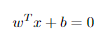 $w^T x + b = 0$